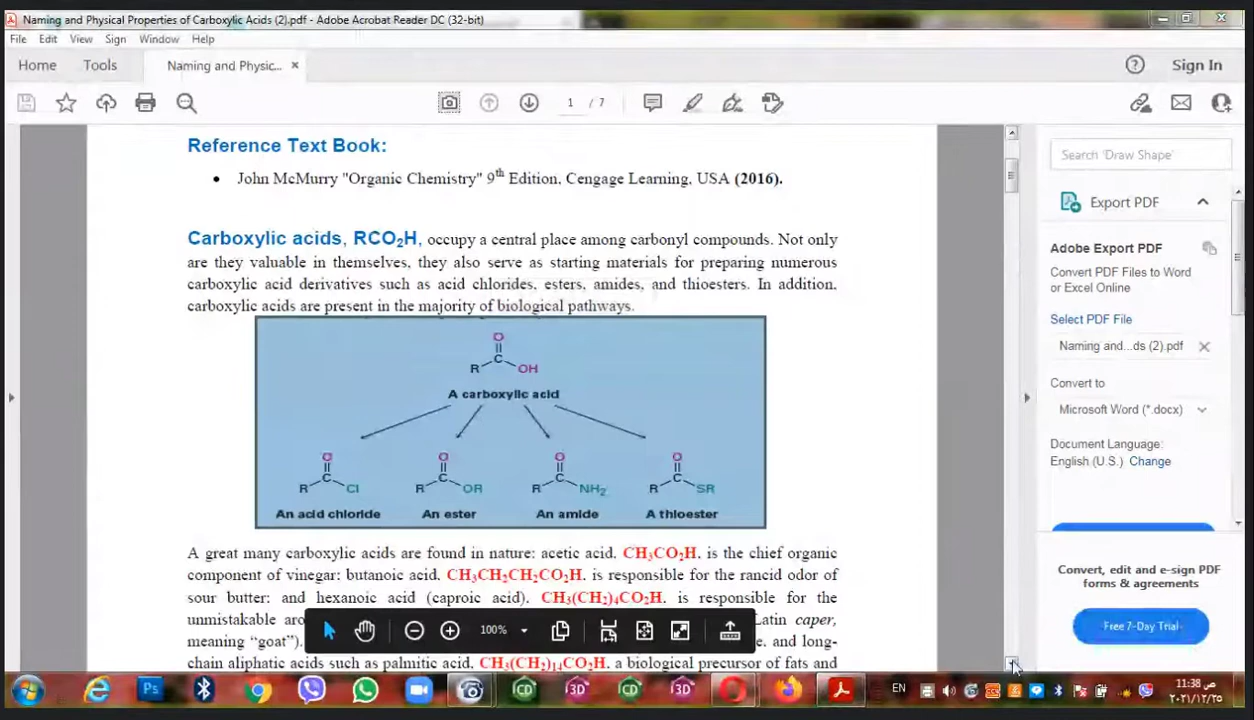 Naming and Physical Properties of Carboxylic Acids (2).pdf - Adobe Acrobat Reader DC (32-bit)
File Edit View Sign Window Help
Home Tools Naming and Physic... × Sign In
1 / 7
Search 'Draw Shape'
Reference Text Book:
• John McMurry "Organic Chemistry" 9th Edition, Cengage Learning, USA (2016).
Carboxylic acids, RCO2H, occupy a central place among carbonyl compounds. Not only
are they valuable in themselves, they also serve as starting materials for preparing numerous
carboxylic acid derivatives such as acid chlorides, esters, amides, and thioesters. In addition,
carboxylic acids are present in the majority of biological pathways.
O
R C OH
A carboxylic acid
O O O O
R C Cl R C OR R C NH2 R C SR
An acid chloride An ester An amide A thioester
A great many carboxylic acids are found in nature: acetic acid, CH3CO2H, is the chief organic
component of vinegar; butanoic acid, CH3CH2CH2CO2H, is responsible for the rancid odor of
sour butter; and hexanoic acid (caproic acid), CH3(CH2)4CO2H, is responsible for the
unmistakable aro Latin caper,
meaning "goat"). e, and long-
chain aliphatic acids such as palmitic acid, CH3(CH2)14CO2H, a biological precursor of fats and
100%
Export PDF
Adobe Export PDF
Convert PDF Files to Word
or Excel Online
Select PDF File
Naming and...ds (2).pdf ×
Convert to
Microsoft Word (*.docx)
Document Language:
English (U.S.) Change
Convert, edit and e-sign PDF
forms & agreements
Free 7-Day Trial
Ps CD 3D CD 3D
EN
11:38 ص
٢٠٢١/١٢/٢٥